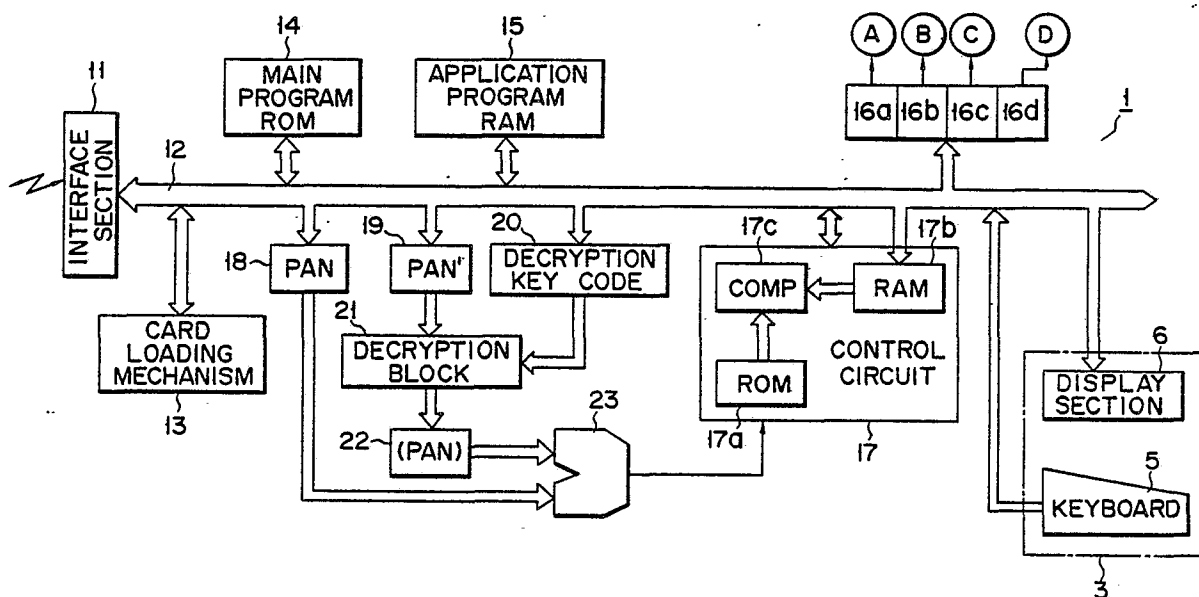 14
15
A B C D
11
MAIN
PROGRAM
ROM
APPLICATION
PROGRAM
RAM
16a 16b 16c 16d
1
INTERFACE
SECTION
12
18
PAN
19
PAN'
20
DECRYPTION
KEY CODE
17c
17b
COMP
RAM
CARD
LOADING
MECHANISM
13
21
DECRYPTION
BLOCK
CONTROL
CIRCUIT
ROM
17a
17
6
DISPLAY
SECTION
22
(PAN)
23
5
KEYBOARD
3